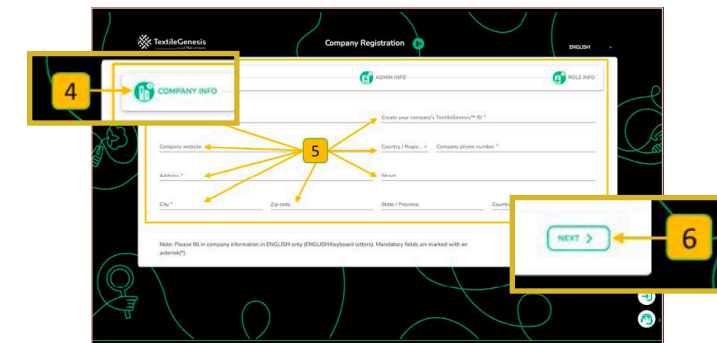 TextileGenesis
Company Registration
ENGLISH
4
COMPANY INFO
ADMIN INFO
ROLE INFO
Create your company's TextileGenesis™ ID *
5
Company website
Country / Regio...
Company phone number *
Address *
Street
City *
Zip code
State / Province
NEXT >
6
Note: Please fill in company information in ENGLISH only (ENGLISH Keyboard letters). Mandatory fields are marked with an
asterisk(*).